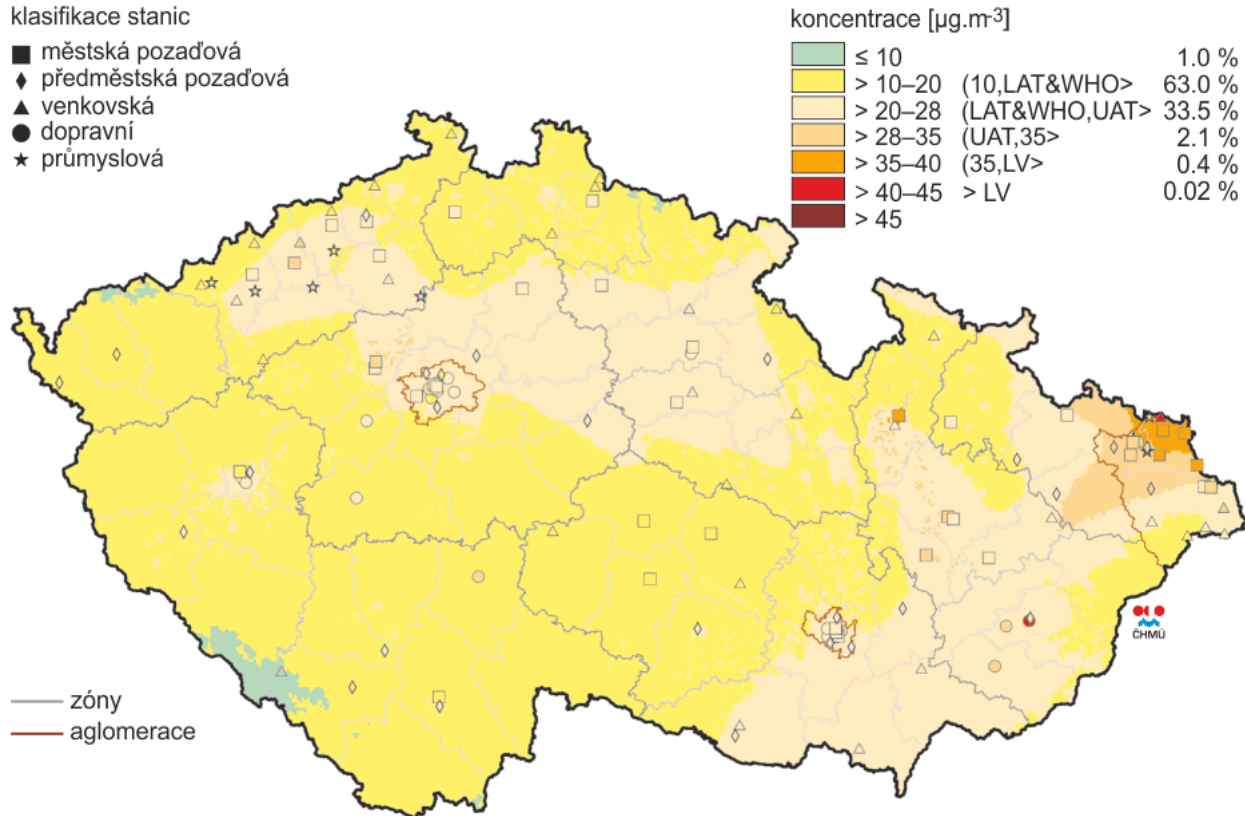 klasifikace stanic
městská pozaďová
předměstská pozaďová
venkovská
dopravní
průmyslová
koncentrace [µg.m⁻³]
≤ 10 1.0 %
> 10–20 (10,LAT&WHO> 63.0 %
> 20–28 (LAT&WHO,UAT> 33.5 %
> 28–35 (UAT,35> 2.1 %
> 35–40 (35,LV> 0.4 %
> 40–45 > LV 0.02 %
> 45
ČHMÚ
zóny
aglomerace